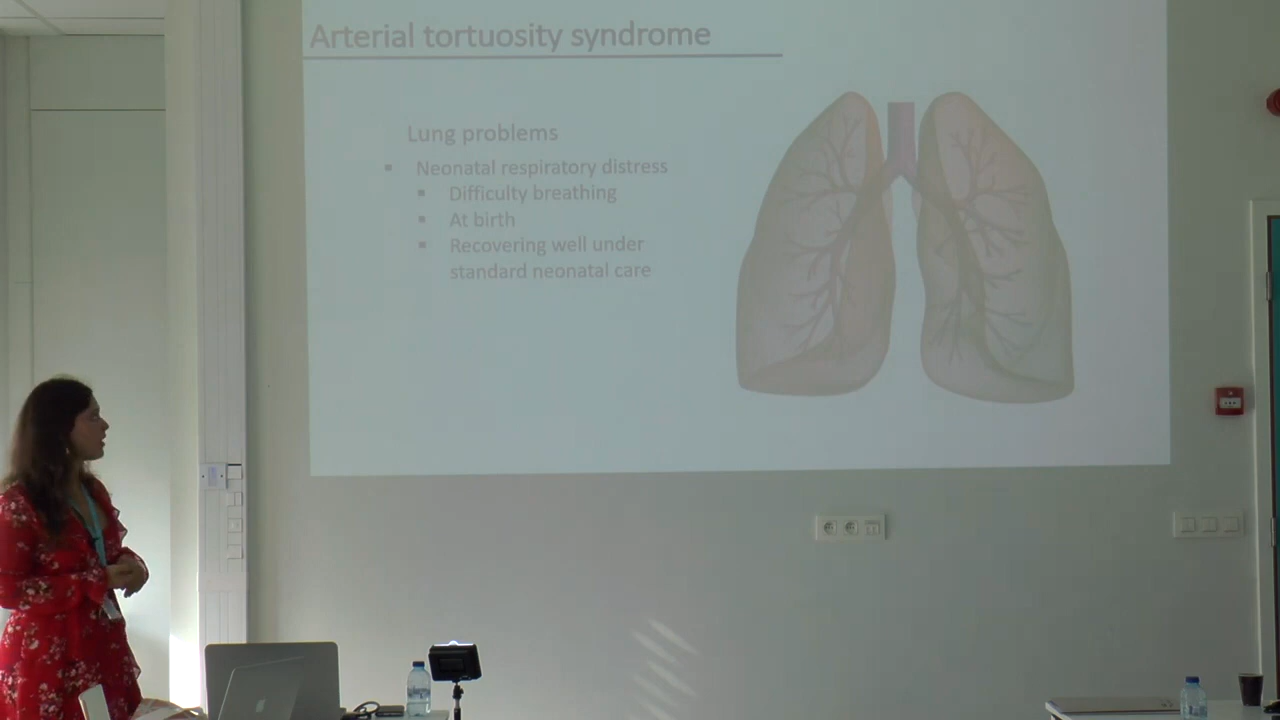 Arterial tortuosity syndrome
Lung problems
Neonatal respiratory distress
Difficulty breathing
At birth
Recovering well under
standard neonatal care